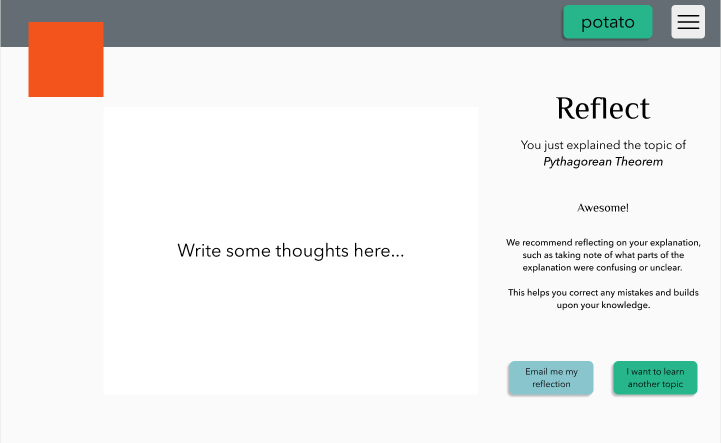 potato
Reflect
You just explained the topic of
Pythagorean Theorem
Awesome!
Write some thoughts here...
We recommend reflecting on your explanation,
such as taking note of what parts of the
explanation were confusing or unclear.
This helps you correct any mistakes and builds
upon your knowledge.
Email me my
reflection
I want to learn
another topic